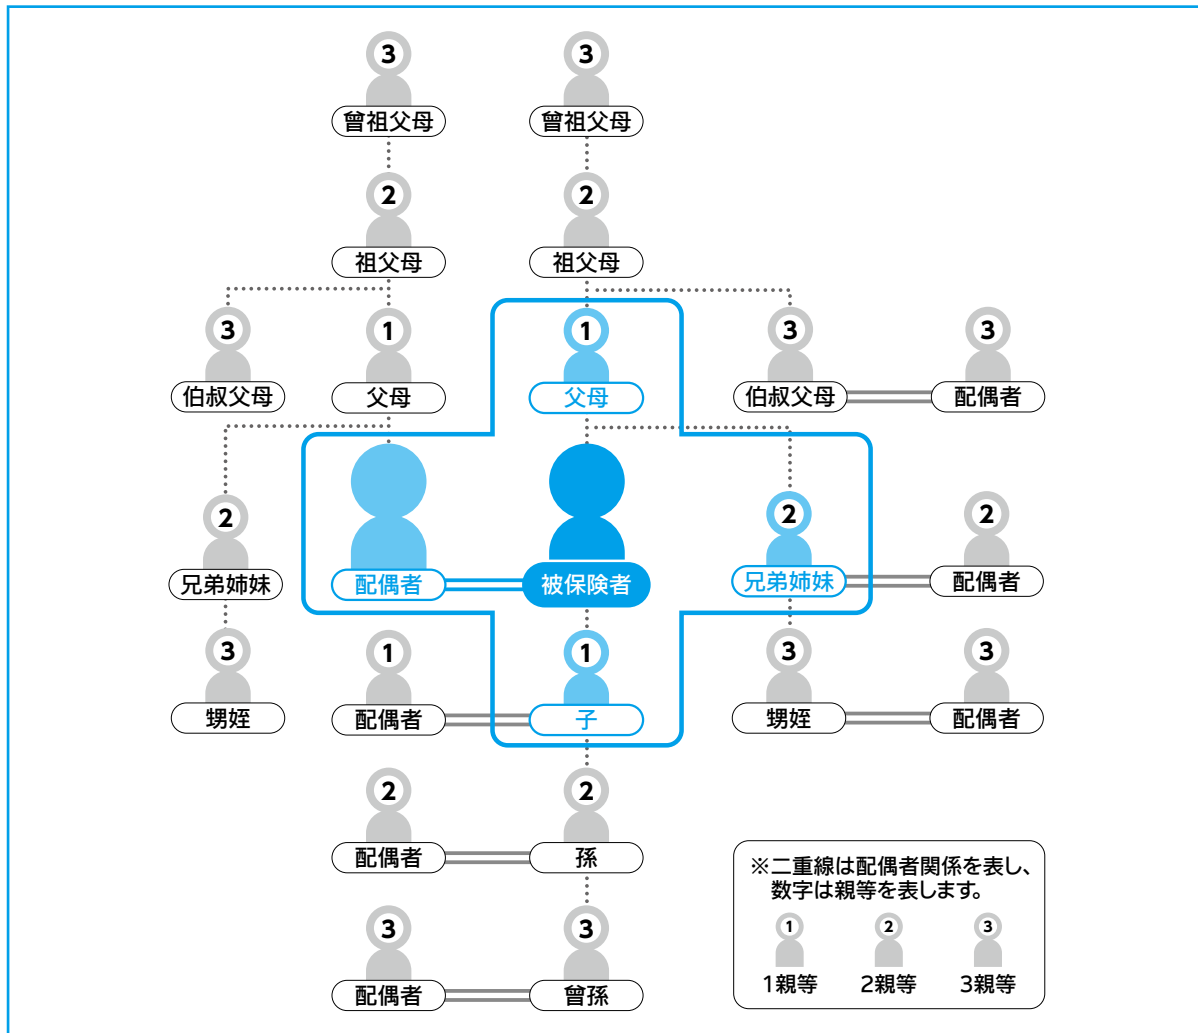 3
3
曾祖父母
曾祖父母
2
2
祖父母
祖父母
3
1
1
3
3
伯叔父母
父母
父母
伯叔父母
配偶者
2
2
2
兄弟姉妹
配偶者
被保険者
兄弟姉妹
配偶者
3
1
1
3
3
甥姪
配偶者
子
甥姪
配偶者
2
2
配偶者
孫
3
3
配偶者
曾孫
※二重線は配偶者関係を表し、
数字は親等を表します。
1
2
3
1親等
2親等
3親等